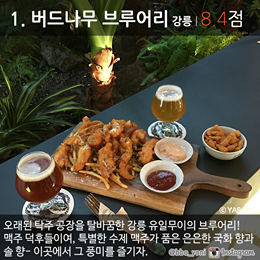 1. 버드나무 브루어리 강릉 | 8.4점
ⓒ YAP
오래된 탁주 공장을 탈바꿈한 강릉 유일무이의 브루어리!
맥주 덕후들이여, 특별한 수제 맥주가 품은 은은한 국화 향과
솔 향~ 이곳에서 그 풍미를 즐기자.
instagram